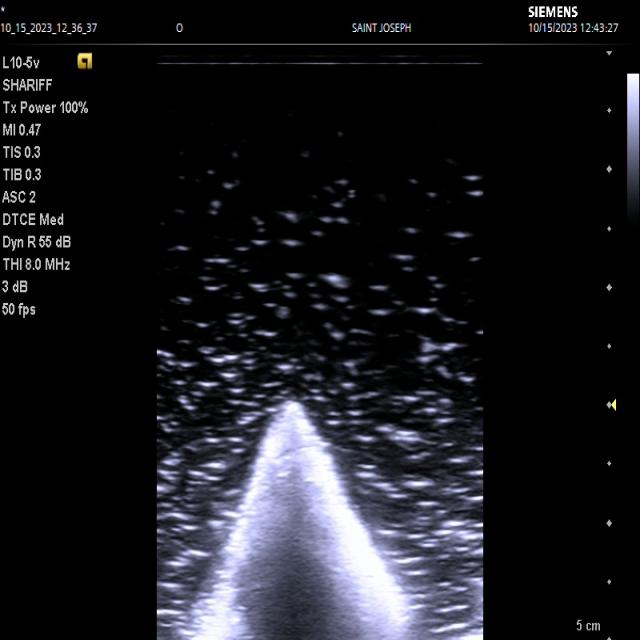 SIEMENS
10_15_2023_12_36_37 O SAINT JOSEPH 10/15/2023 12:43:27
L10-5v
SHARIFF
Tx Power 100%
MI 0.47
TIS 0.3
TIB 0.3
ASC 2
DTCE Med
Dyn R 55 dB
THI 8.0 MHz
3 dB
50 fps
5 cm